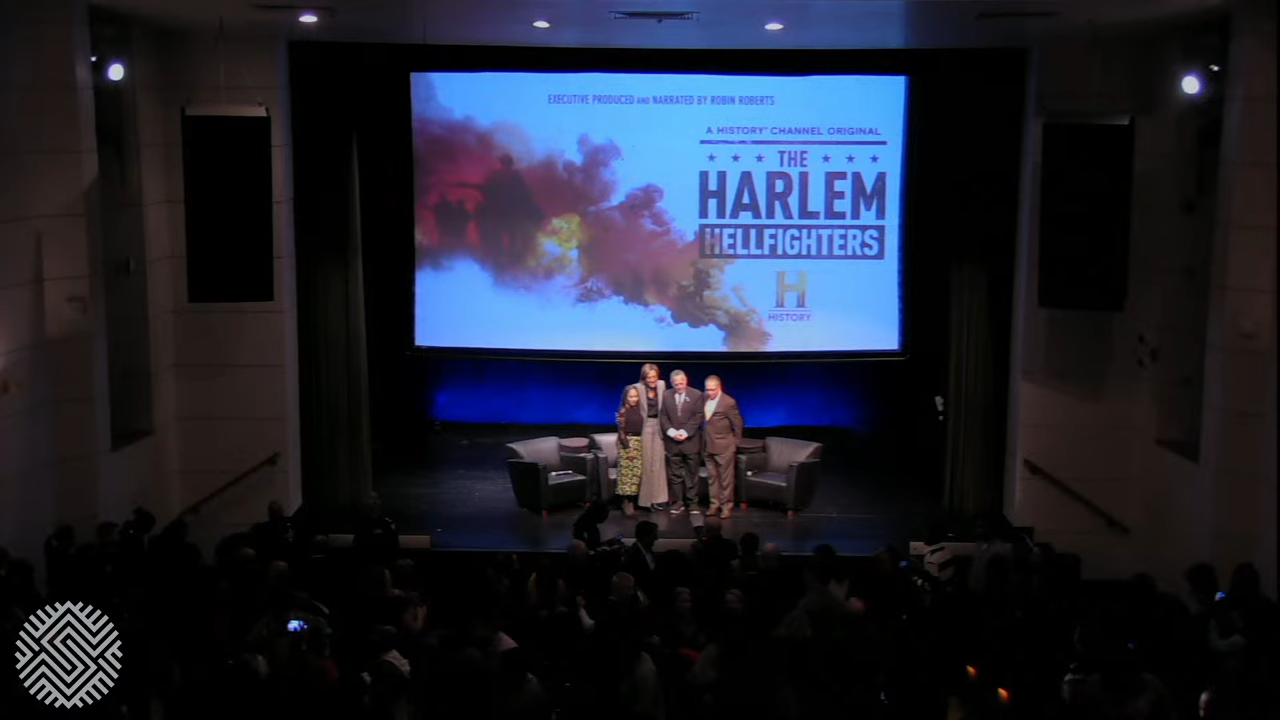 EXECUTIVE PRODUCED AND NARRATED BY ROBIN ROBERTS
A HISTORY® CHANNEL ORIGINAL
THE
HARLEM
HELLFIGHTERS
H
HISTORY